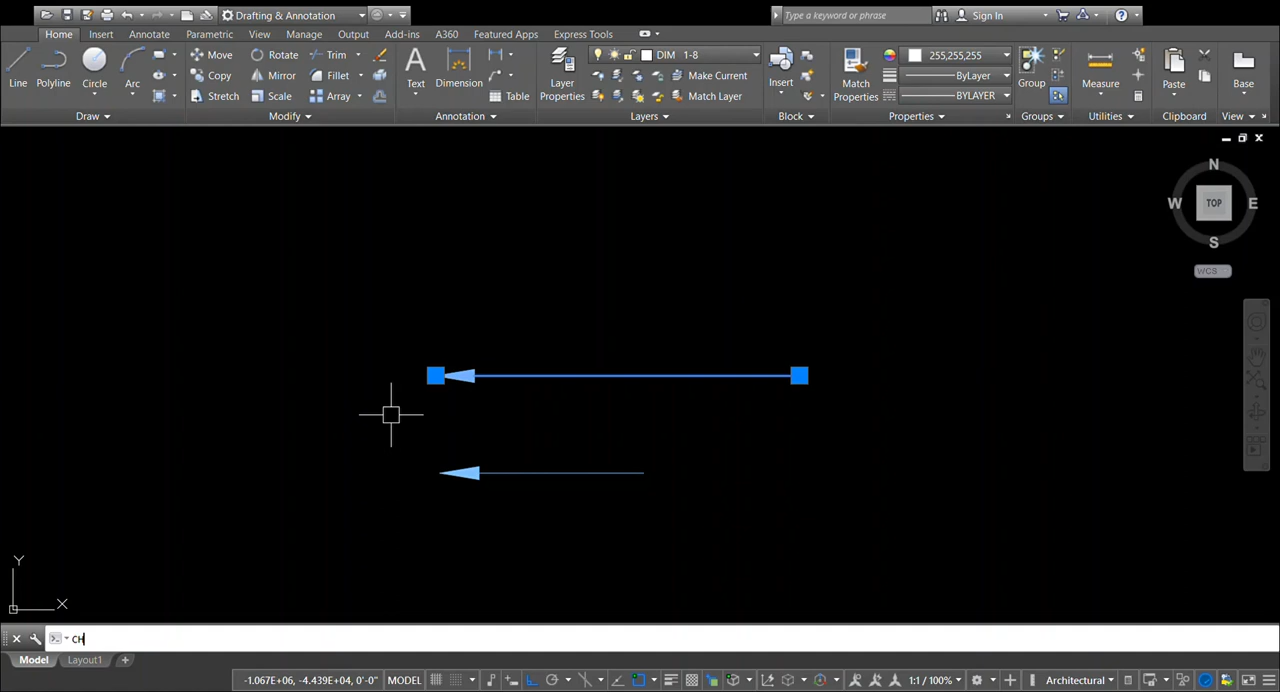 Drafting & Annotation
Type a keyword or phrase
Sign In
Home Insert Annotate Parametric View Manage Output Add-ins A360 Featured Apps Express Tools
Line Polyline Circle Arc
Move Rotate Trim
Copy Mirror Fillet
Stretch Scale Array
Text Dimension Table
Layer Properties
DIM 1-8
Make Current
Match Layer
Insert
Match Properties
255,255,255
ByLayer
BYLAYER
Group
Measure
Paste
Base
Draw Modify Annotation Layers Block Properties Groups Utilities Clipboard View
N
W TOP E
S
WCS
Y
X
CH
Model Layout1
-1.067E+06, -4.439E+04, 0'-0" MODEL 1:1 / 100% Architectural